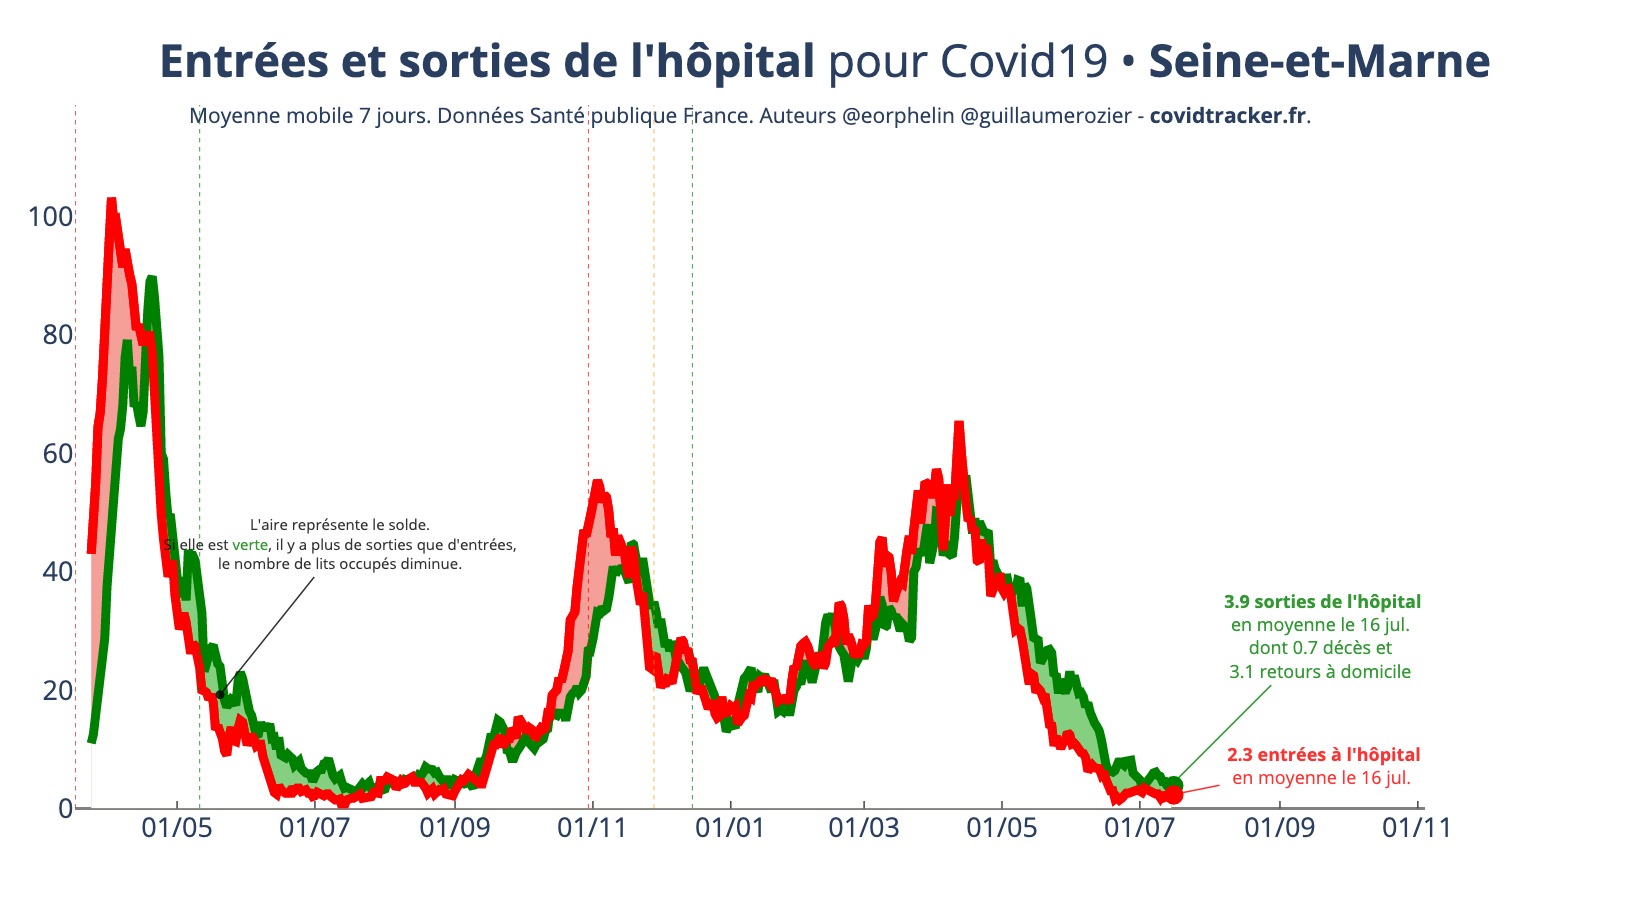 Entrées et sorties de l'hôpital pour Covid19 • Seine-et-Marne
Moyenne mobile 7 jours. Données Santé publique France. Auteurs @eorphelin @guillaumerozier - covidtracker.fr.
100
80
60
40
20
0
L'aire représente le solde.
Si elle est verte, il y a plus de sorties que d'entrées,
le nombre de lits occupés diminue.
3.9 sorties de l'hôpital
en moyenne le 16 jul.
dont 0.7 décès et
3.1 retours à domicile
2.3 entrées à l'hôpital
en moyenne le 16 jul.
01/05 01/07 01/09 01/11 01/01 01/03 01/05 01/07 01/09 01/11